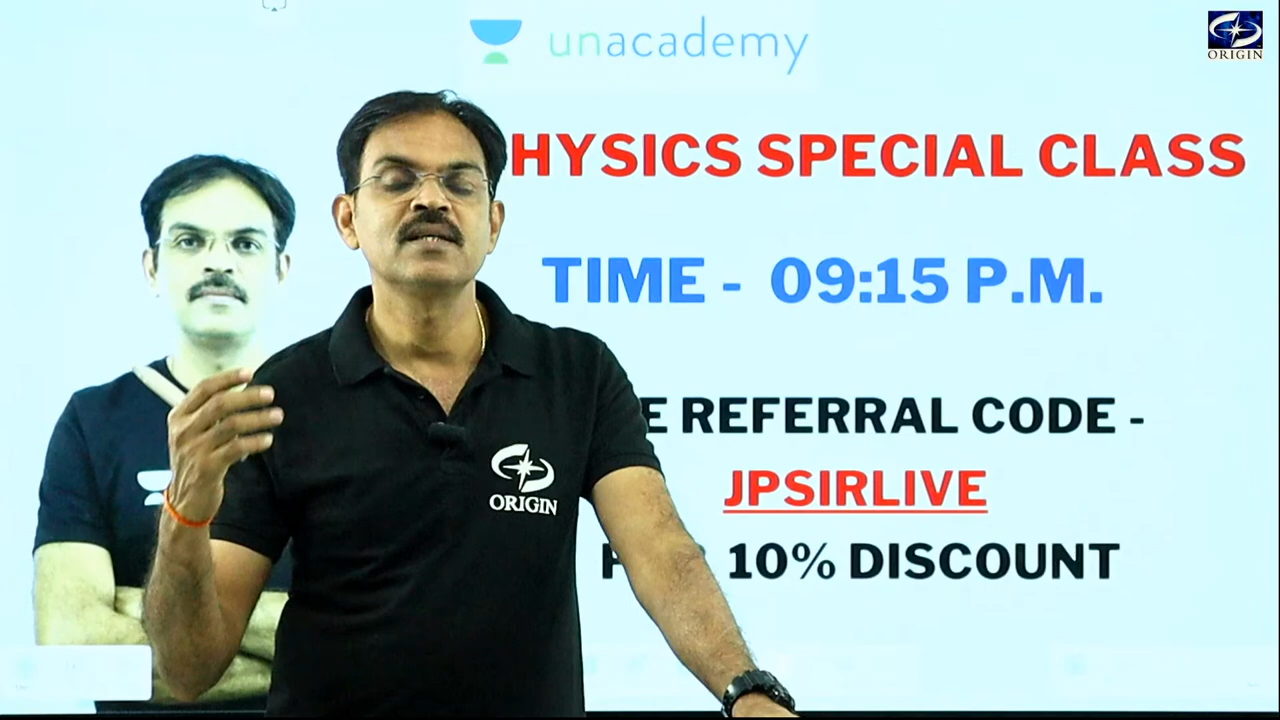 unacademy
ORIGIN
HYSICS SPECIAL CLASS
TIME - 09:15 P.M.
E REFERRAL CODE -
JPSIRLIVE
10% DISCOUNT
ORIGIN